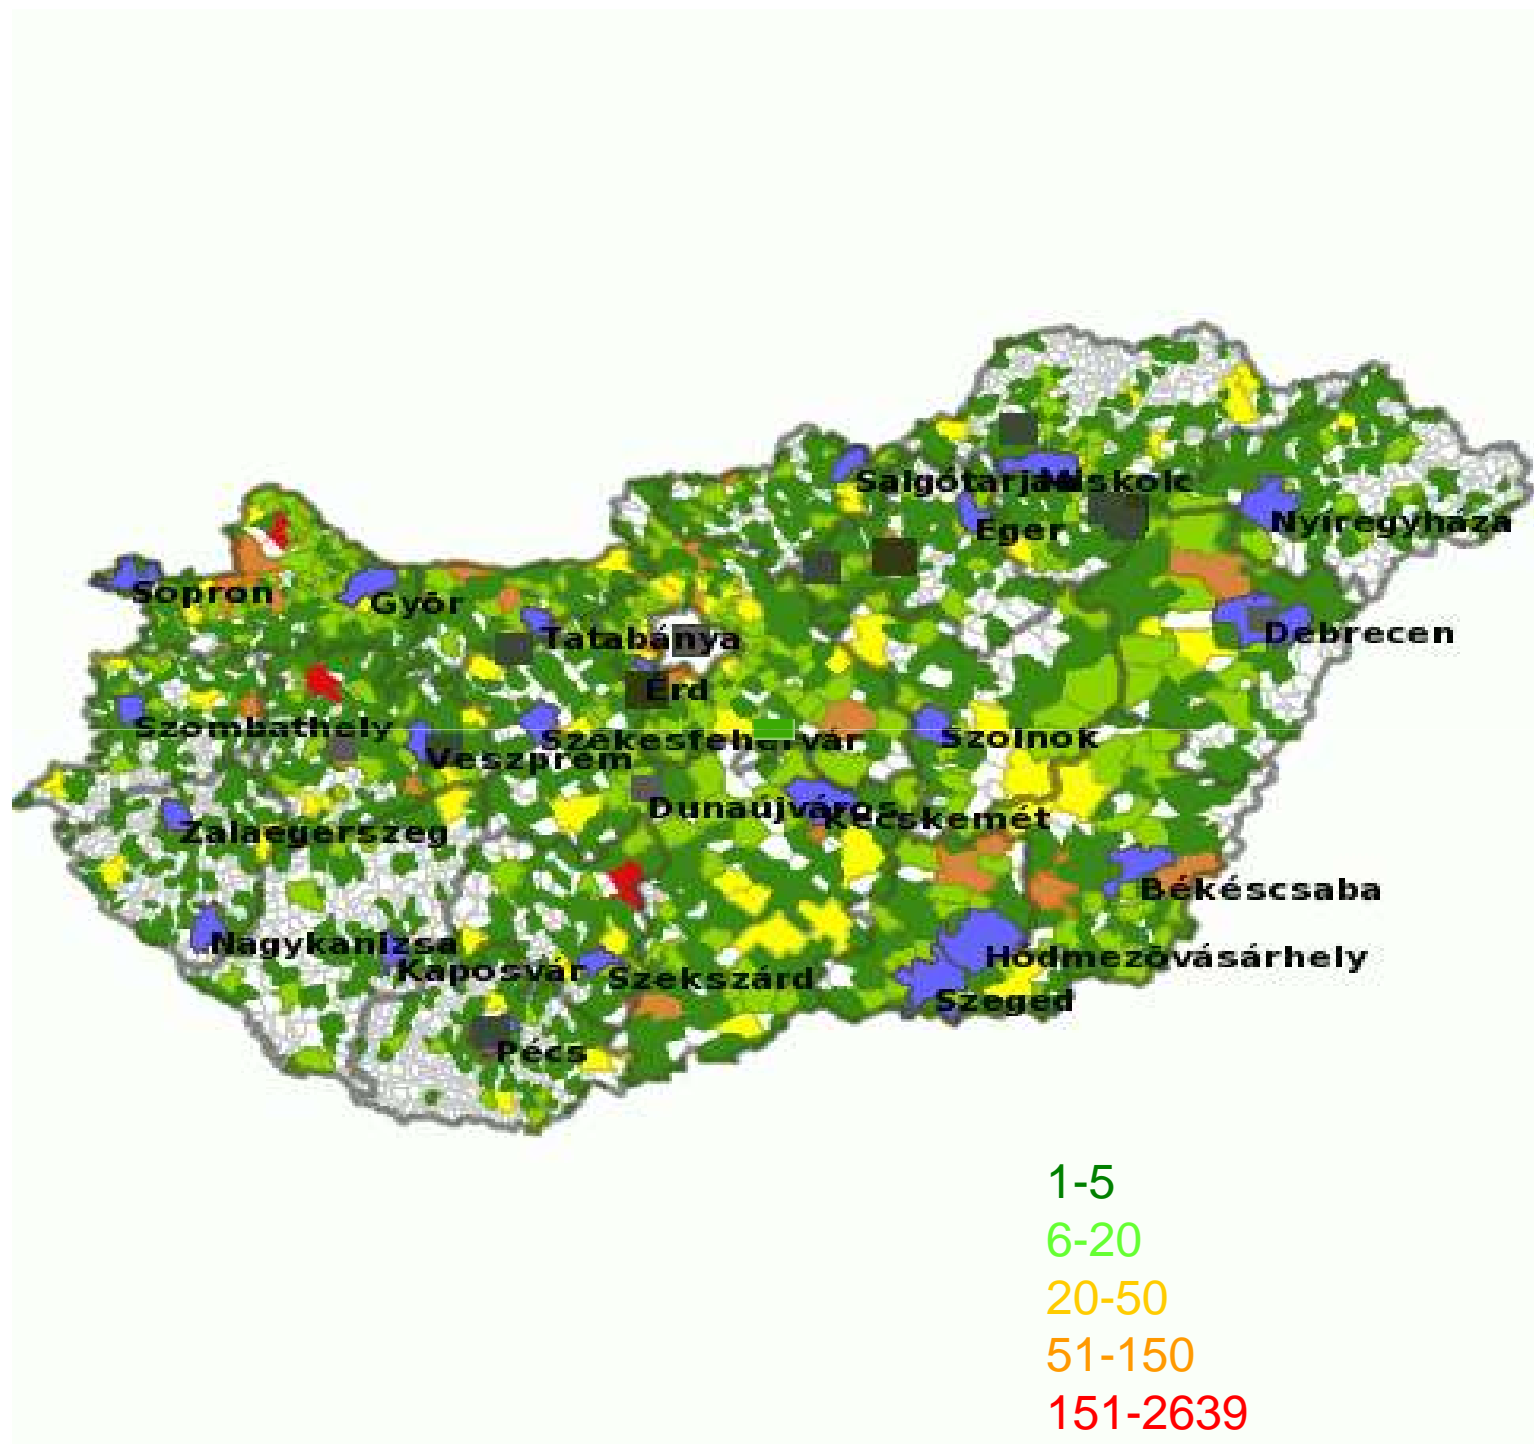 Salgótarján Miskolc
Eger
Nyíregyháza
Sopron
Győr
Tatabánya
Debrecen
Érd
Szombathely
Székesfehérvár
Szolnok
Veszprém
Dunaújváros
Kecskemét
Zalaegerszeg
Békéscsaba
Nagykanizsa
Kaposvár
Szekszárd
Hódmezõvásárhely
Szeged
Pécs
1-5
6-20
20-50
51-150
151-2639